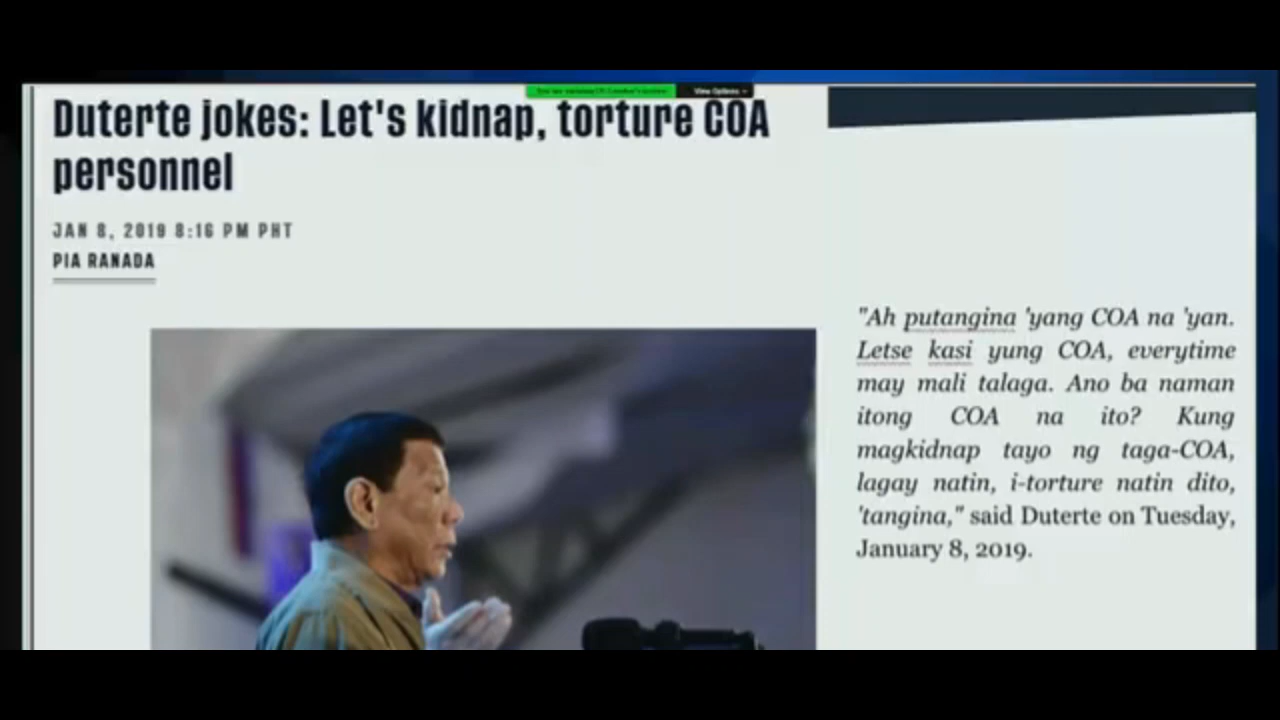 View Options
Duterte jokes: Let's kidnap, torture COA
personnel
JAN 8, 2019 8:16 PM PHT
PIA RANADA
"Ah putangina 'yang COA na 'yan.
Letse kasi yung COA, everytime
may mali talaga. Ano ba naman
itong COA na ito? Kung
magkidnap tayo ng taga-COA,
lagay natin, i-torture natin dito,
'tangina," said Duterte on Tuesday,
January 8, 2019.